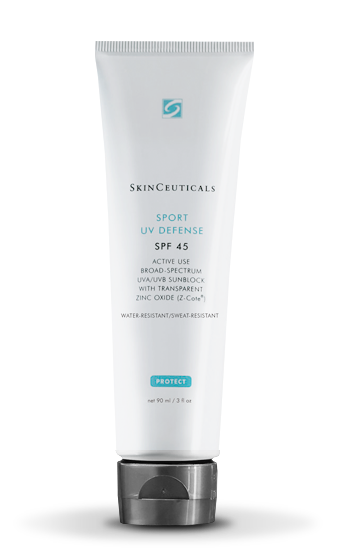 SKINCEUTICALS
SPORT
UV DEFENSE
SPF 45
ACTIVE USE
BROAD-SPECTRUM
UVA/UVB SUNBLOCK
WITH TRANSPARENT
ZINC OXIDE (Z-Cote®)
WATER-RESISTANT/SWEAT-RESISTANT
PROTECT
net 90 ml / 3 fl oz